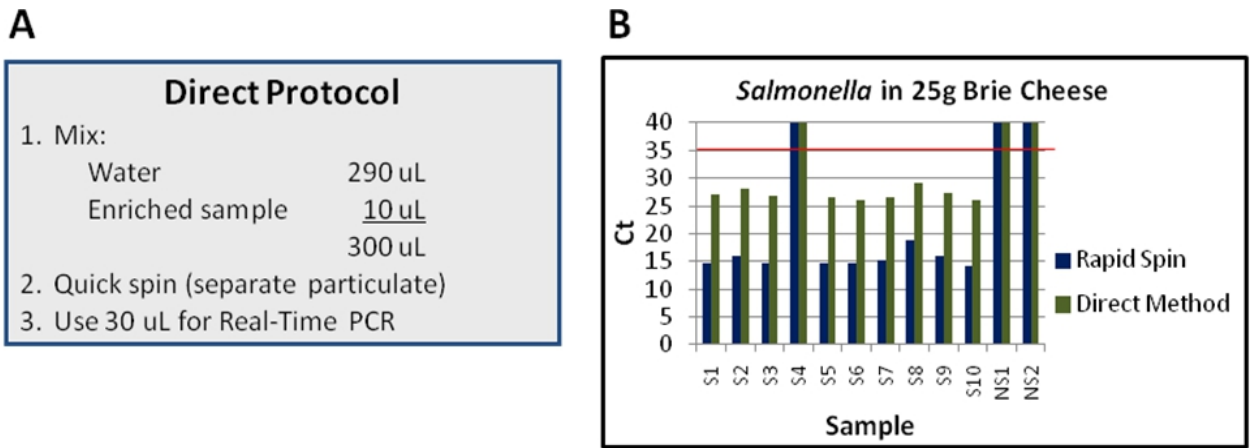 A
Direct Protocol
1. Mix:
Water 290 uL
Enriched sample 10 uL
300 uL
2. Quick spin (separate particulate)
3. Use 30 uL for Real-Time PCR
B
Salmonella in 25g Brie Cheese
40
35
30
25
20
15
10
5
0
Ct
S1 S2 S3 S4 S5 S6 S7 S8 S9 S10 NS1 NS2
Sample
Rapid Spin
Direct Method